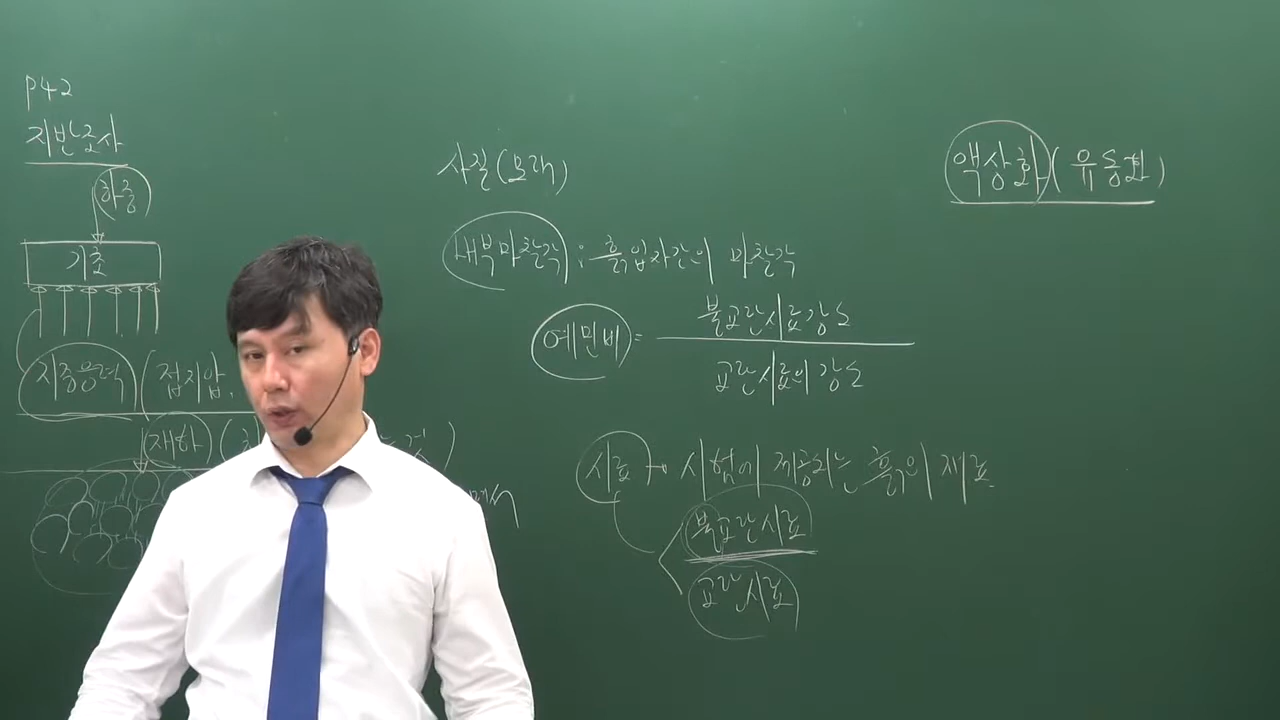 P42
지반조사
하중
기초
지중응력 (접지압,
재하) (
사질(모래)
내부마찰각 ; 흙입자간의 마찰각
예민비 = 불교란시료강도
교란시료의 강도
시료 → 시험에 제공되는 흙의 재료.
불교란시료
교란시료
액상화 (유동화)